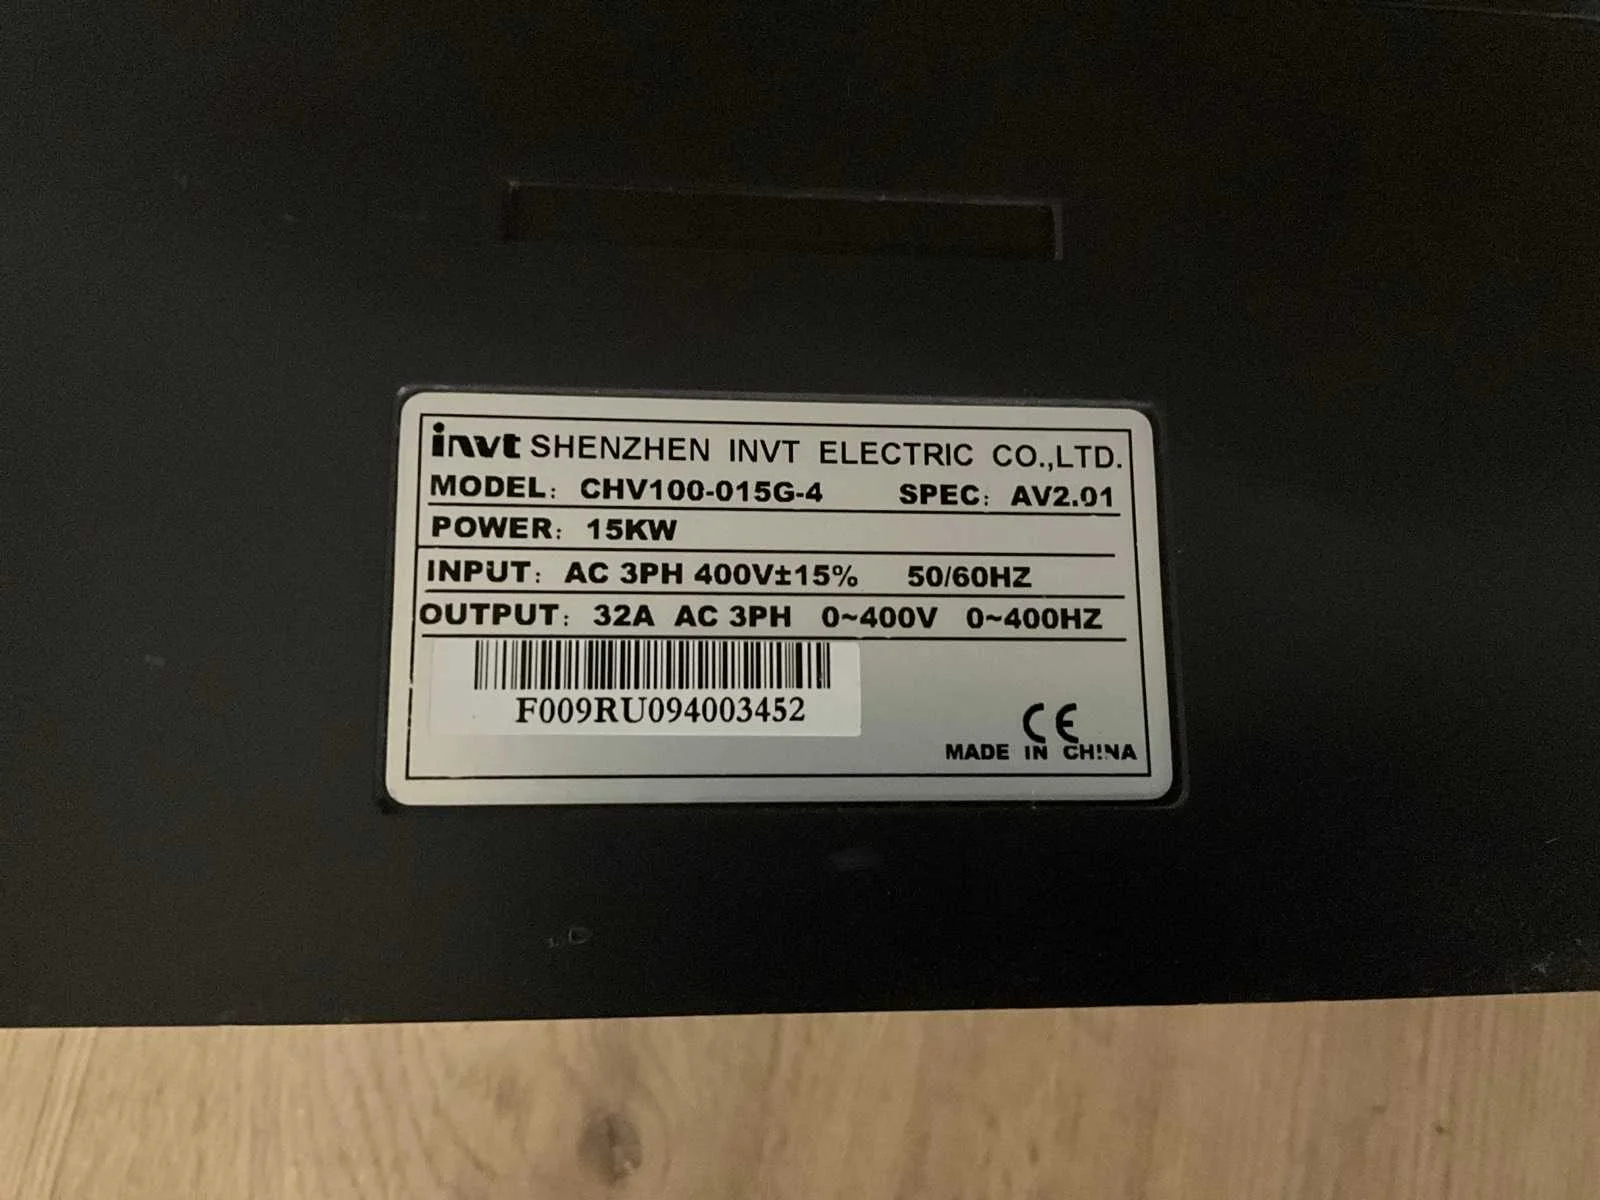 invt SHENZHEN INVT ELECTRIC CO.,LTD.
MODEL: CHV100-015G-4 SPEC: AV2.01
POWER: 15KW
INPUT: AC 3PH 400V±15% 50/60HZ
OUTPUT: 32A AC 3PH 0~400V 0~400HZ
F009RU094003452
CE
MADE IN CHINA